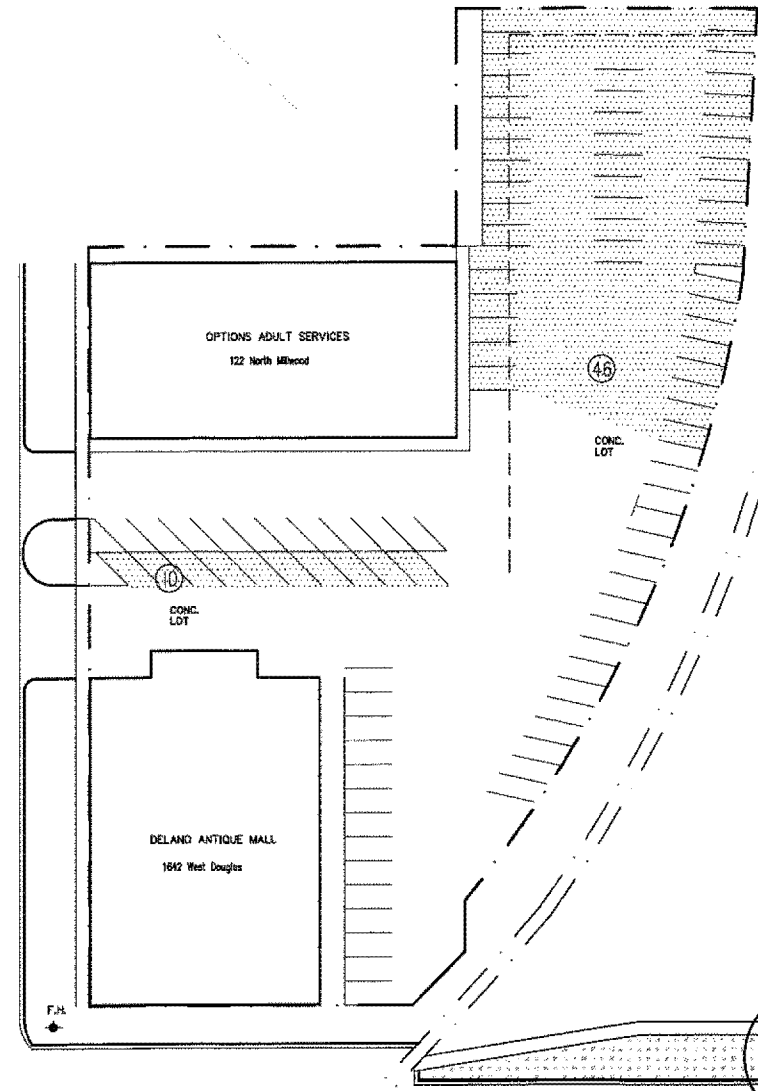 OPTIONS ADULT SERVICES
122 North Millwood
46
CONC.
LOT
10
CONC.
LOT
DELANO ANTIQUE MALL
1642 West Douglas
F.H.